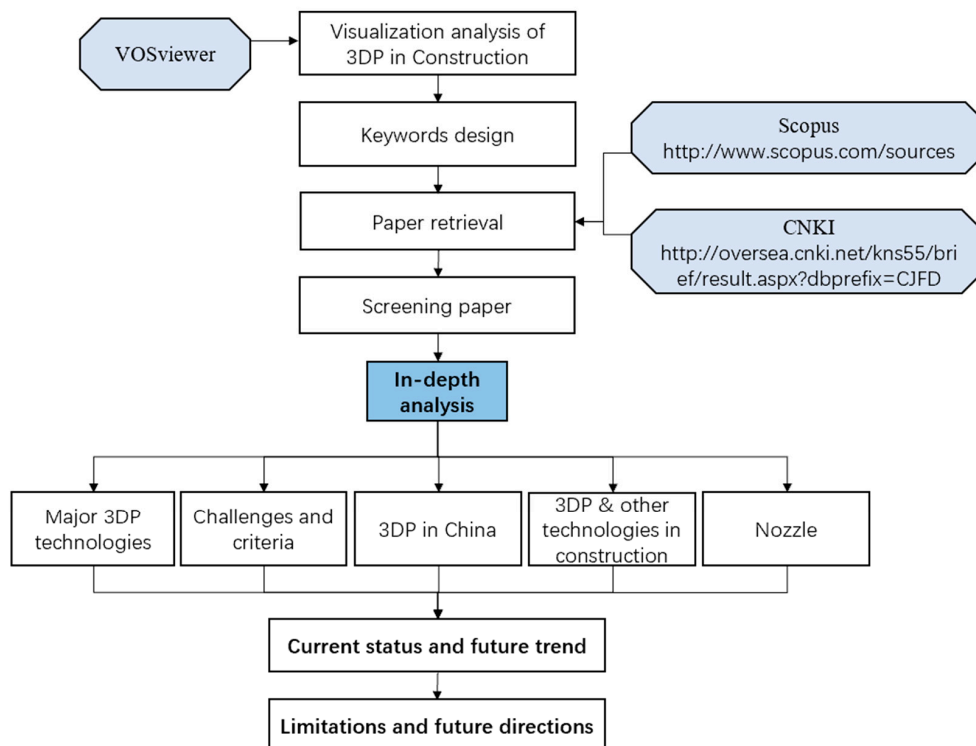 VOSviewer
Visualization analysis of
3DP in Construction
Keywords design
Scopus
http://www.scopus.com/sources
Paper retrieval
CNKI
http://oversea.cnki.net/kns55/bri
ef/result.aspx?dbprefix=CJFD
Screening paper
In-depth
analysis
Major 3DP
technologies
Challenges and
criteria
3DP in China
3DP & other
technologies in
construction
Nozzle
Current status and future trend
Limitations and future directions